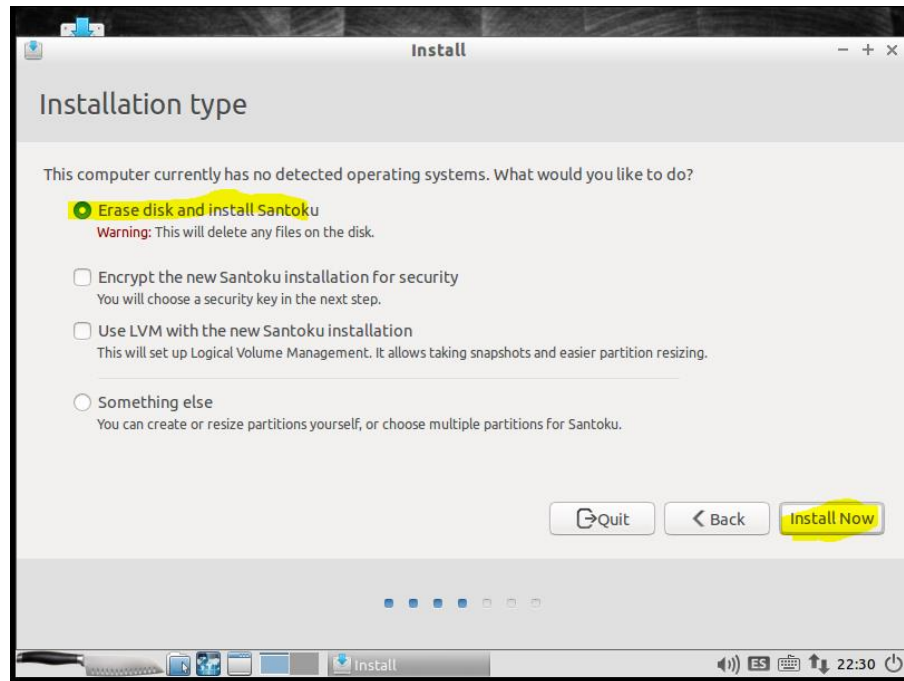 Install
Installation type
This computer currently has no detected operating systems. What would you like to do?
Erase disk and install Santoku
Warning: This will delete any files on the disk.
Encrypt the new Santoku installation for security
You will choose a security key in the next step.
Use LVM with the new Santoku installation
This will set up Logical Volume Management. It allows taking snapshots and easier partition resizing.
Something else
You can create or resize partitions yourself, or choose multiple partitions for Santoku.
Quit Back Install Now
Install ES 22:30